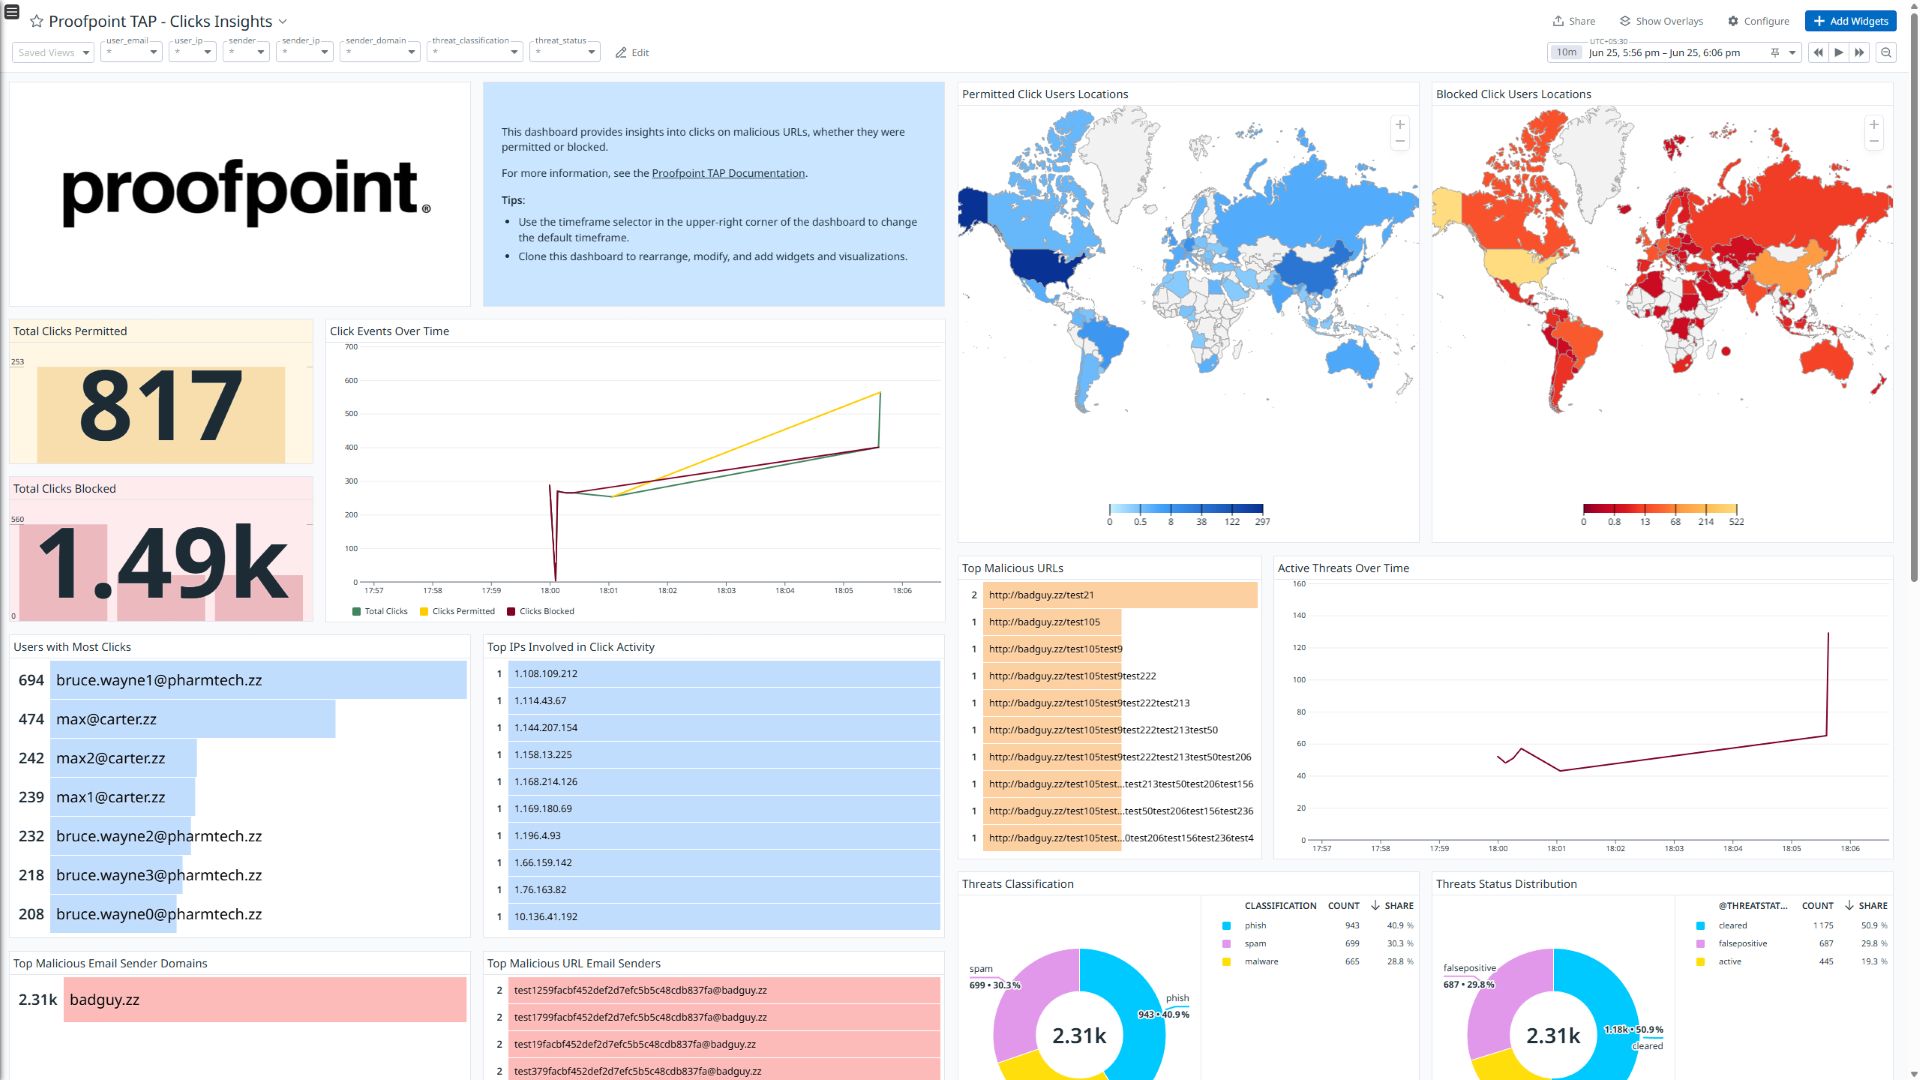 Proofpoint TAP - Clicks Insights
Share
Show Overlays
Configure
Add Widgets
Saved Views
user_email
*
user_ip
*
sender
*
sender_ip
*
sender_domain
*
threat_classification
*
threat_status
*
Edit
UTC+05:30
10m
Jun 25, 5:56 pm – Jun 25, 6:06 pm
proofpoint®
This dashboard provides insights into clicks on malicious URLs, whether they were
permitted or blocked.
For more information, see the Proofpoint TAP Documentation.
Tips:
• Use the timeframe selector in the upper-right corner of the dashboard to change
the default timeframe.
• Clone this dashboard to rearrange, modify, and add widgets and visualizations.
Permitted Click Users Locations
+
−
0 0.5 8 38 122 297
Blocked Click Users Locations
+
−
0 0.8 13 68 214 522
Total Clicks Permitted
253
817
Total Clicks Blocked
560
1.49k
0
Click Events Over Time
700
600
500
400
300
200
100
0
17:57 17:58 17:59 18:00 18:01 18:02 18:03 18:04 18:05 18:06
Total Clicks Clicks Permitted Clicks Blocked
Top Malicious URLs
2 http://badguy.zz/test21
1 http://badguy.zz/test105
1 http://badguy.zz/test105test9
1 http://badguy.zz/test105test9test222
1 http://badguy.zz/test105test9test222test213
1 http://badguy.zz/test105test9test222test213test50
1 http://badguy.zz/test105test9test222test213test50test206
1 http://badguy.zz/test105test...test213test50test206test156
1 http://badguy.zz/test105test...test50test206test156test236
1 http://badguy.zz/test105test...0test206test156test236test4
Active Threats Over Time
160
140
120
100
80
60
40
20
0
17:57 17:58 17:59 18:00 18:01 18:02 18:03 18:04 18:05 18:06
Users with Most Clicks
694 bruce.wayne1@pharmtech.zz
474 max@carter.zz
242 max2@carter.zz
239 max1@carter.zz
232 bruce.wayne2@pharmtech.zz
218 bruce.wayne3@pharmtech.zz
208 bruce.wayne0@pharmtech.zz
Top IPs Involved in Click Activity
1 1.108.109.212
1 1.114.43.67
1 1.144.207.154
1 1.158.13.225
1 1.168.214.126
1 1.169.180.69
1 1.196.4.93
1 1.66.159.142
1 1.76.163.82
1 10.136.41.192
Threats Classification
CLASSIFICATION COUNT SHARE
phish 943 40.9 %
spam 699 30.3 %
malware 665 28.8 %
spam
699 • 30.3%
phish
943 • 40.9%
2.31k
Threats Status Distribution
@THREATSTAT... COUNT SHARE
cleared 1 175 50.9 %
falsepositive 687 29.8 %
active 445 19.3 %
falsepositive
687 • 29.8%
1.18k • 50.9%
cleared
2.31k
Top Malicious Email Sender Domains
2.31k badguy.zz
Top Malicious URL Email Senders
2 test1259facbf452def2d7efc5b5c48cdb837fa@badguy.zz
2 test1799facbf452def2d7efc5b5c48cdb837fa@badguy.zz
2 test19facbf452def2d7efc5b5c48cdb837fa@badguy.zz
2 test379facbf452def2d7efc5b5c48cdb837fa@badguy.zz